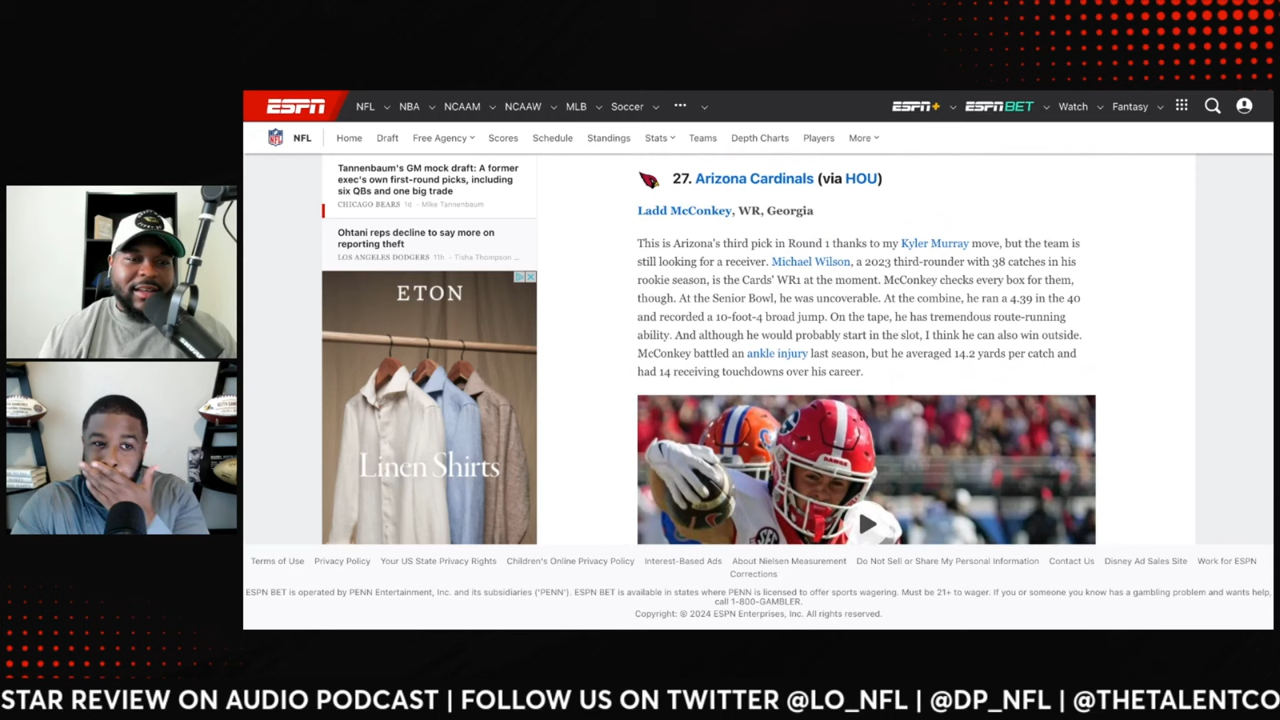 ESPN NFL NBA NCAAM NCAAW MLB Soccer ••• ESPN+ ESPN BET Watch Fantasy
NFL Home Draft Free Agency Scores Schedule Standings Stats Teams Depth Charts Players More
Tannenbaum's GM mock draft: A former
exec's own first-round picks, including
six QBs and one big trade
CHICAGO BEARS 1d - Mike Tannenbaum
Ohtani reps decline to say more on
reporting theft
LOS ANGELES DODGERS 11h - Tisha Thompson ...
ETON
Linen Shirts
27. Arizona Cardinals (via HOU)
Ladd McConkey, WR, Georgia
This is Arizona's third pick in Round 1 thanks to my Kyler Murray move, but the team is
still looking for a receiver. Michael Wilson, a 2023 third-rounder with 38 catches in his
rookie season, is the Cards' WR1 at the moment. McConkey checks every box for them,
though. At the Senior Bowl, he was uncoverable. At the combine, he ran a 4.39 in the 40
and recorded a 10-foot-4 broad jump. On the tape, he has tremendous route-running
ability. And although he would probably start in the slot, I think he can also win outside.
McConkey battled an ankle injury last season, but he averaged 14.2 yards per catch and
had 14 receiving touchdowns over his career.
SEC
Terms of Use Privacy Policy Your US State Privacy Rights Children's Online Privacy Policy Interest-Based Ads About Nielsen Measurement Do Not Sell or Share My Personal Information Contact Us Disney Ad Sales Site Work for ESPN
Corrections
ESPN BET is operated by PENN Entertainment, Inc. and its subsidiaries ('PENN'). ESPN BET is available in states where PENN is licensed to offer sports wagering. Must be 21+ to wager. If you or someone you know has a gambling problem and wants help,
call 1-800-GAMBLER.
Copyright: © 2024 ESPN Enterprises, Inc. All rights reserved.
STAR REVIEW ON AUDIO PODCAST | FOLLOW US ON TWITTER @LO_NFL | @DP_NFL | @THETALENTCO